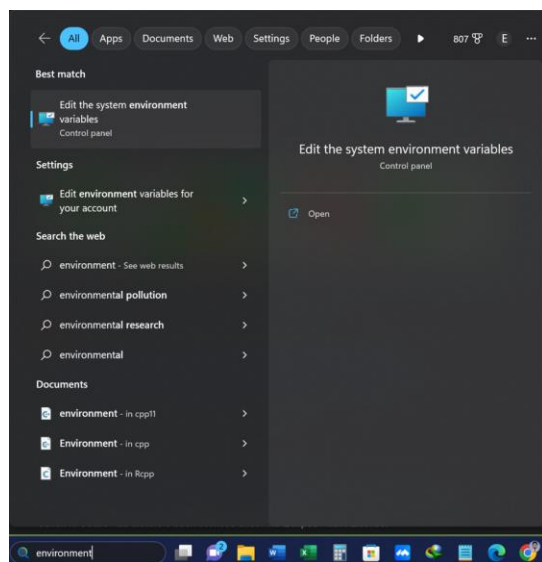 All Apps Documents Web Settings People Folders 807 E ...
Best match
Edit the system environment
variables
Control panel
Edit the system environment variables
Control panel
Open
Settings
Edit environment variables for
your account
Search the web
environment - See web results
environmental pollution
environmental research
environmental
Documents
environment - in cpp11
Environment - in cpp
Environment - in Rcpp
environment